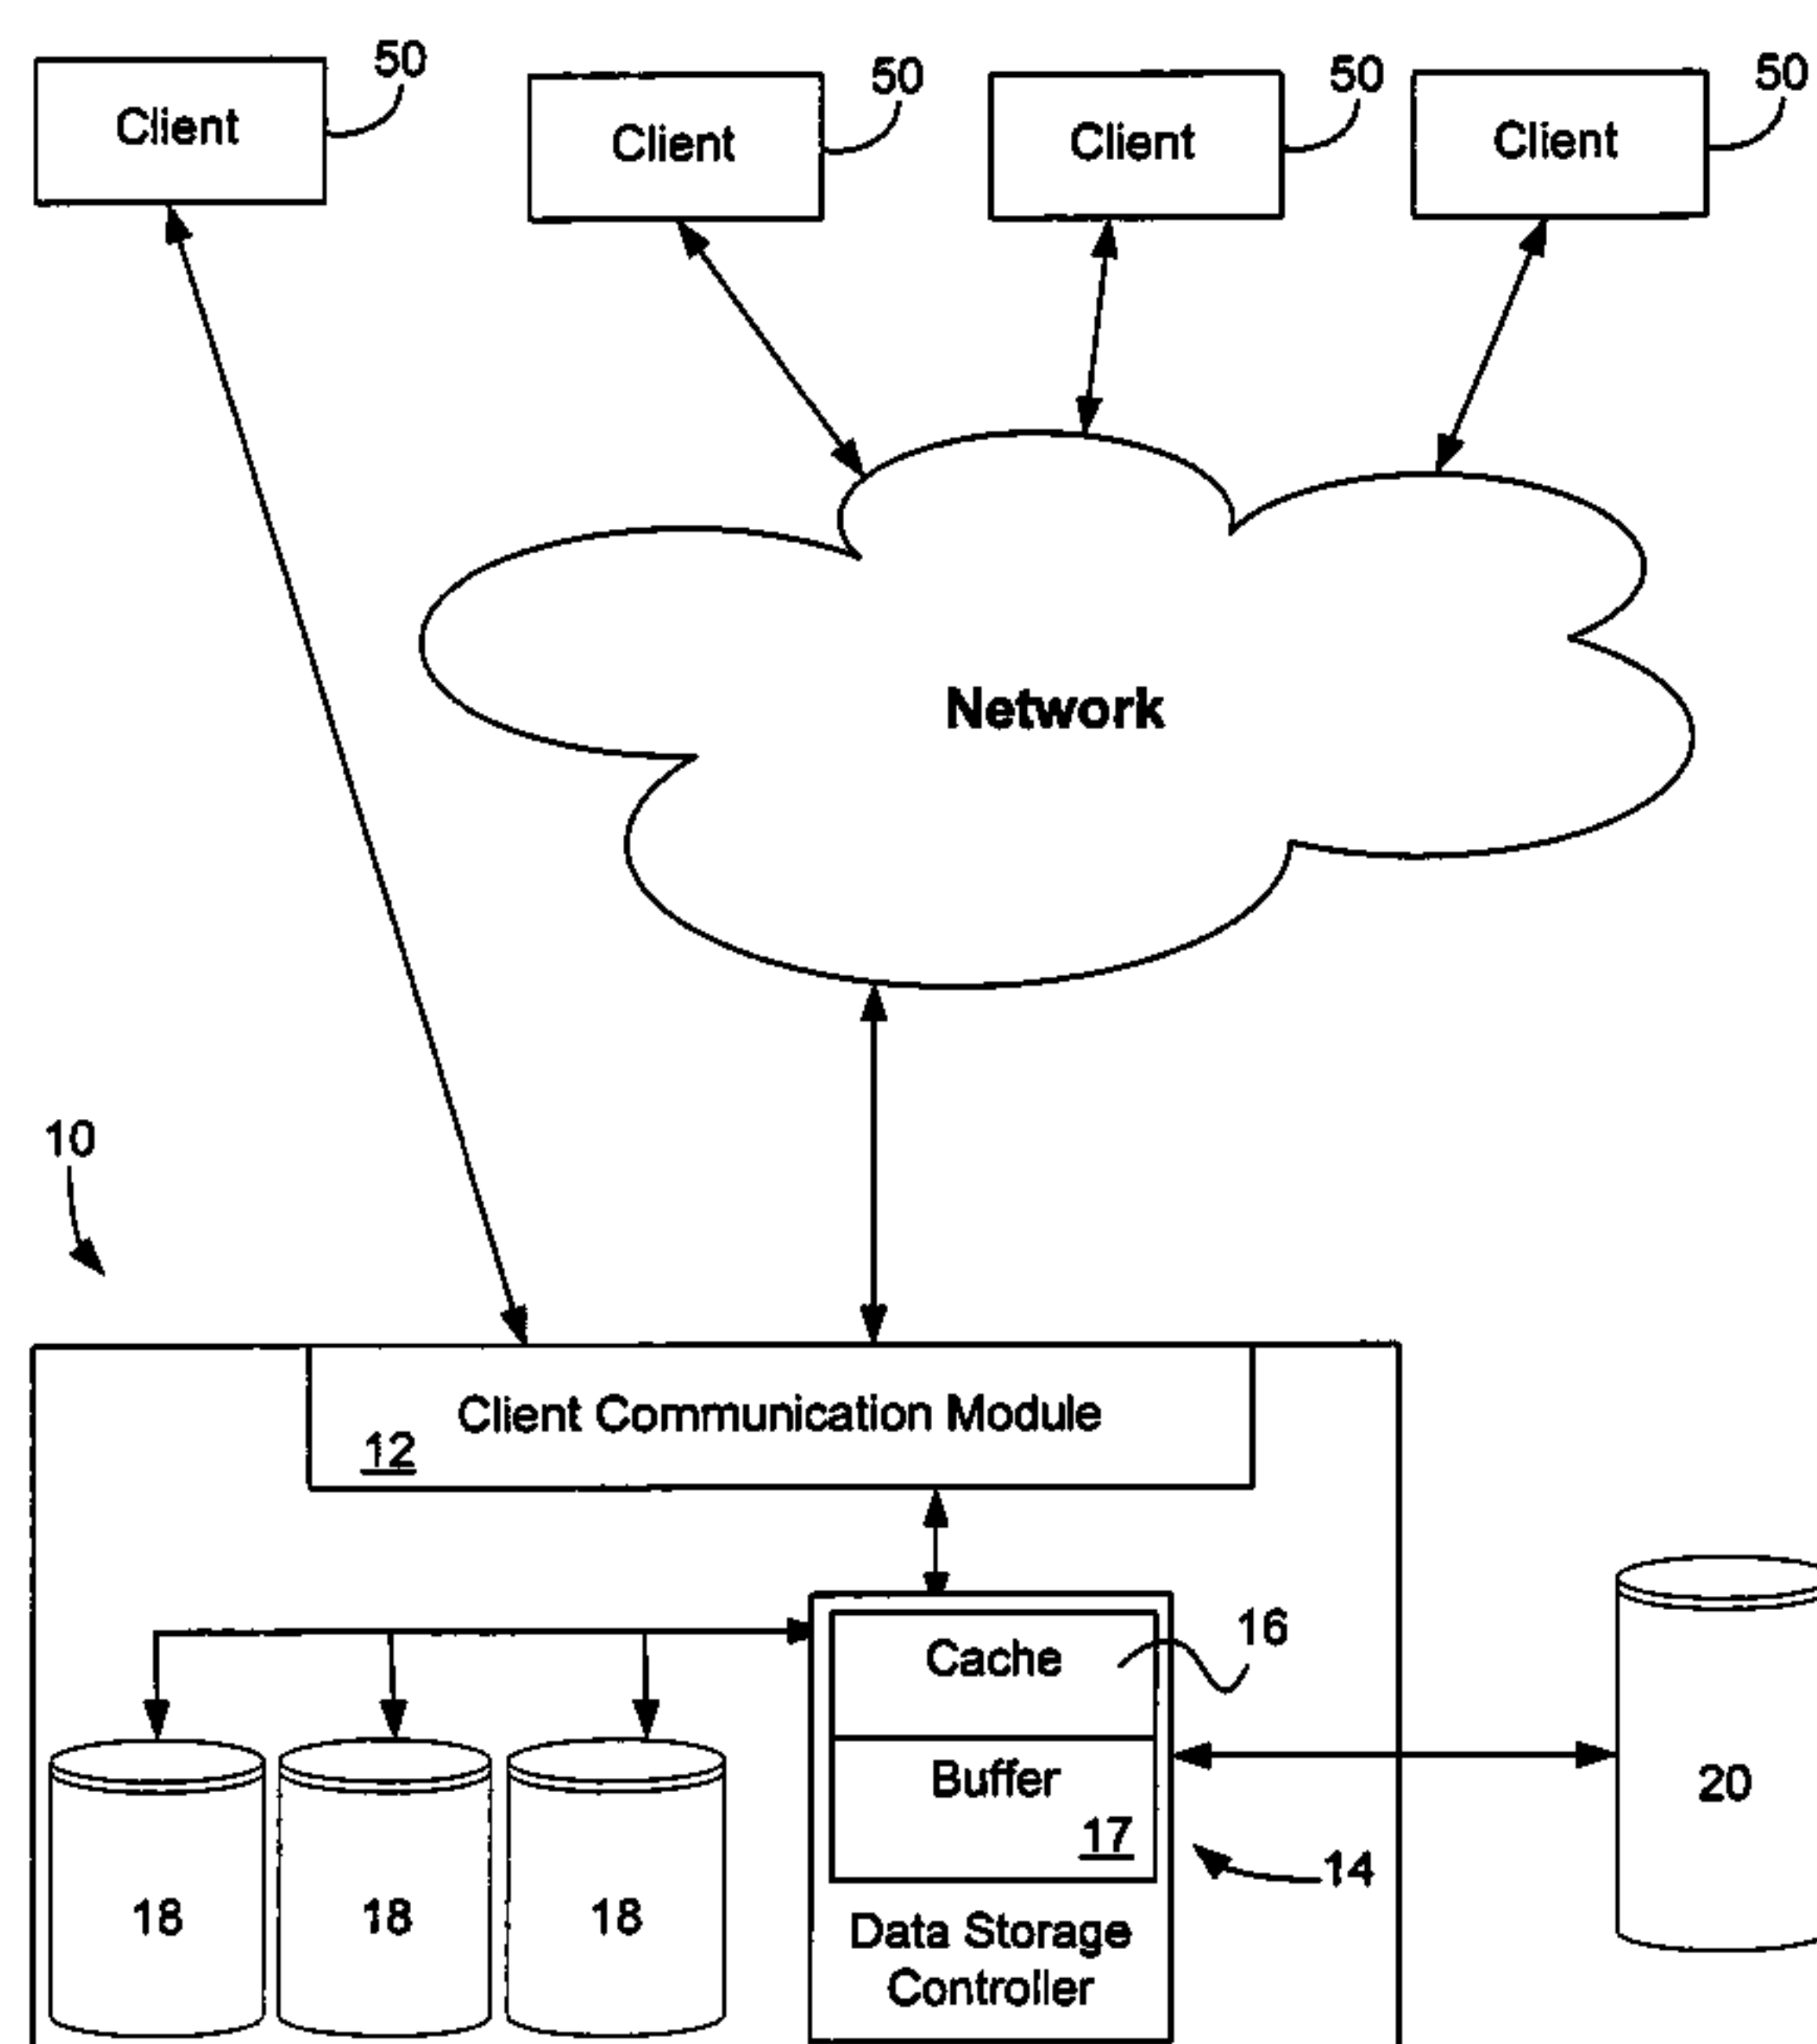 50
50
50
50
Client
Client
Client
Client
Network
10
Client Communication Module
12
16
Cache
Buffer
17
20
14
18
18
18
Data Storage
Controller